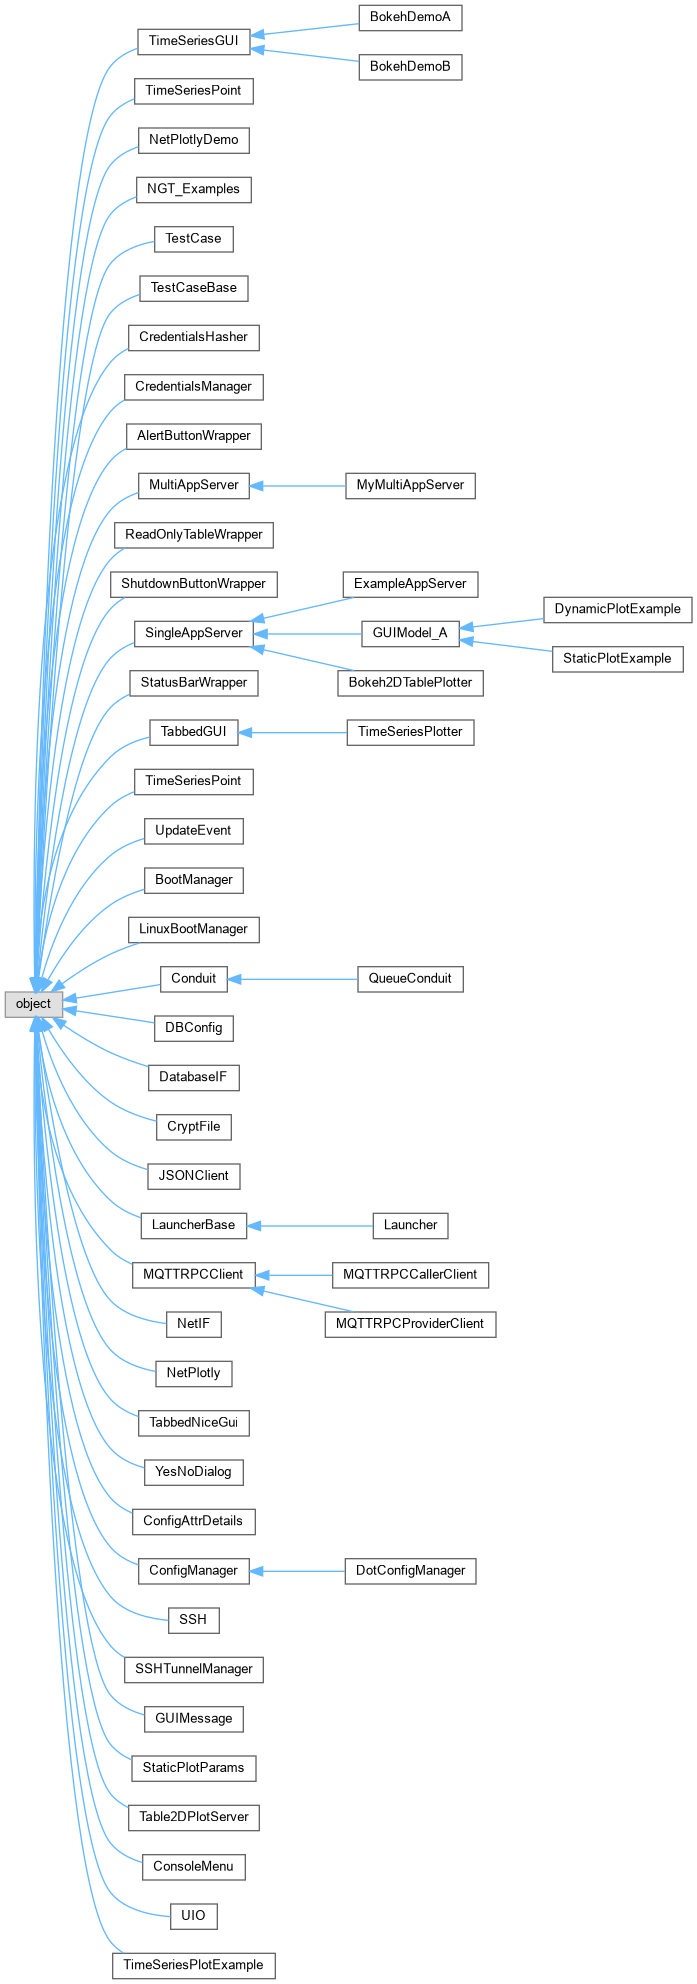 BokehDemoA
TimeSeriesGUI
BokehDemoB
TimeSeriesPoint
NetPlotlyDemo
NGT_Examples
TestCase
TestCaseBase
CredentialsHasher
CredentialsManager
AlertButtonWrapper
MultiAppServer
MyMultiAppServer
ReadOnlyTableWrapper
ShutdownButtonWrapper
ExampleAppServer
DynamicPlotExample
SingleAppServer
GUIModel_A
StaticPlotExample
StatusBarWrapper
Bokeh2DTablePlotter
TabbedGUI
TimeSeriesPlotter
TimeSeriesPoint
UpdateEvent
BootManager
LinuxBootManager
Conduit
QueueConduit
object
DBConfig
DatabaseIF
CryptFile
JSONClient
LauncherBase
Launcher
MQTTRPCClient
MQTTRPCCallerClient
NetIF
MQTTRPCProviderClient
NetPlotly
TabbedNiceGui
YesNoDialog
ConfigAttrDetails
ConfigManager
DotConfigManager
SSH
SSHTunnelManager
GUIMessage
StaticPlotParams
Table2DPlotServer
ConsoleMenu
UIO
TimeSeriesPlotExample